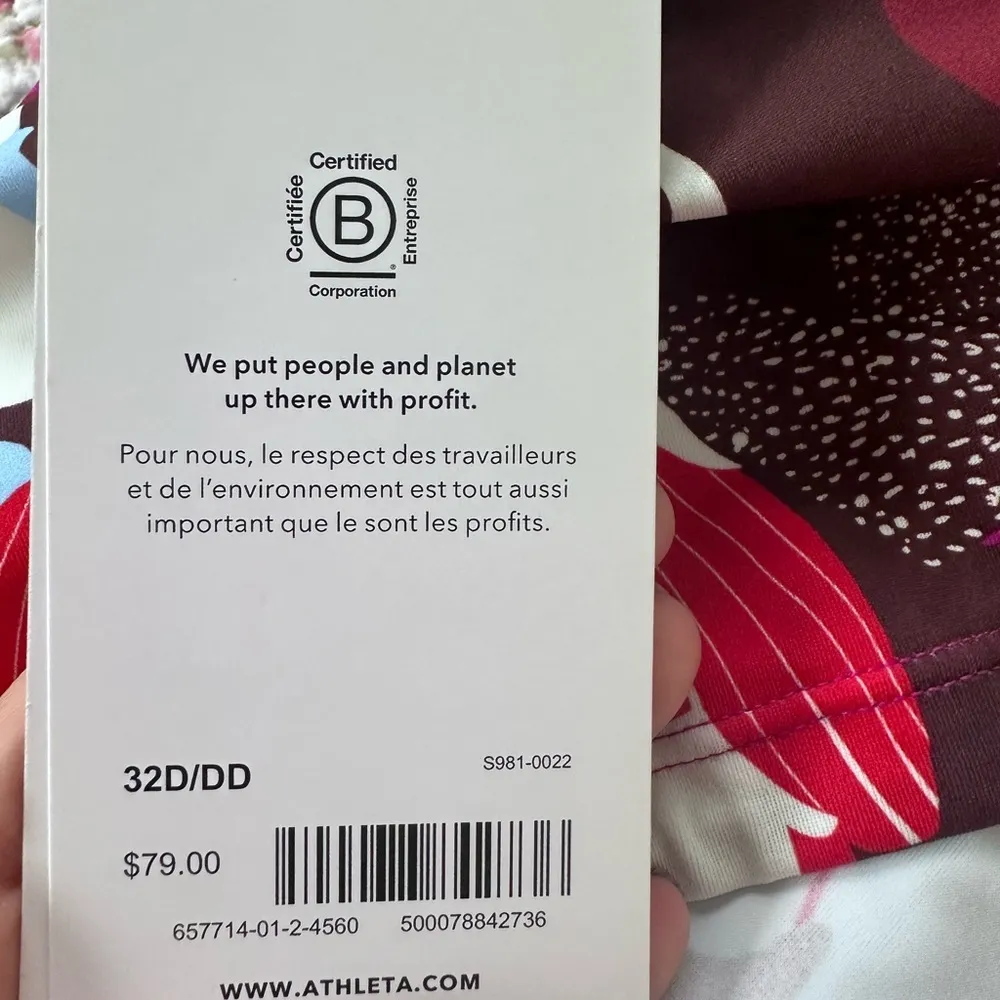 Certified
Certifiée
B
Entreprise
®
Corporation
We put people and planet
up there with profit.
Pour nous, le respect des travailleurs
et de l'environnement est tout aussi
important que le sont les profits.
32D/DD
S981-0022
$79.00
657714-01-2-4560 500078842736
WWW.ATHLETA.COM